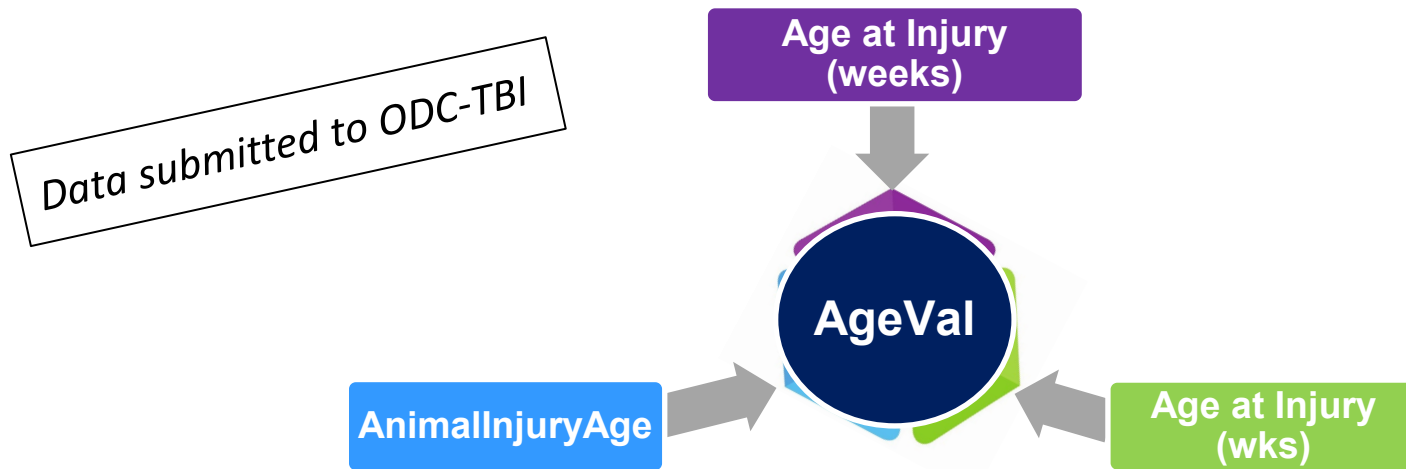 Age at Injury
(weeks)
Data submitted to ODC-TBI
AgeVal
AnimalInjuryAge
Age at Injury
(wks)